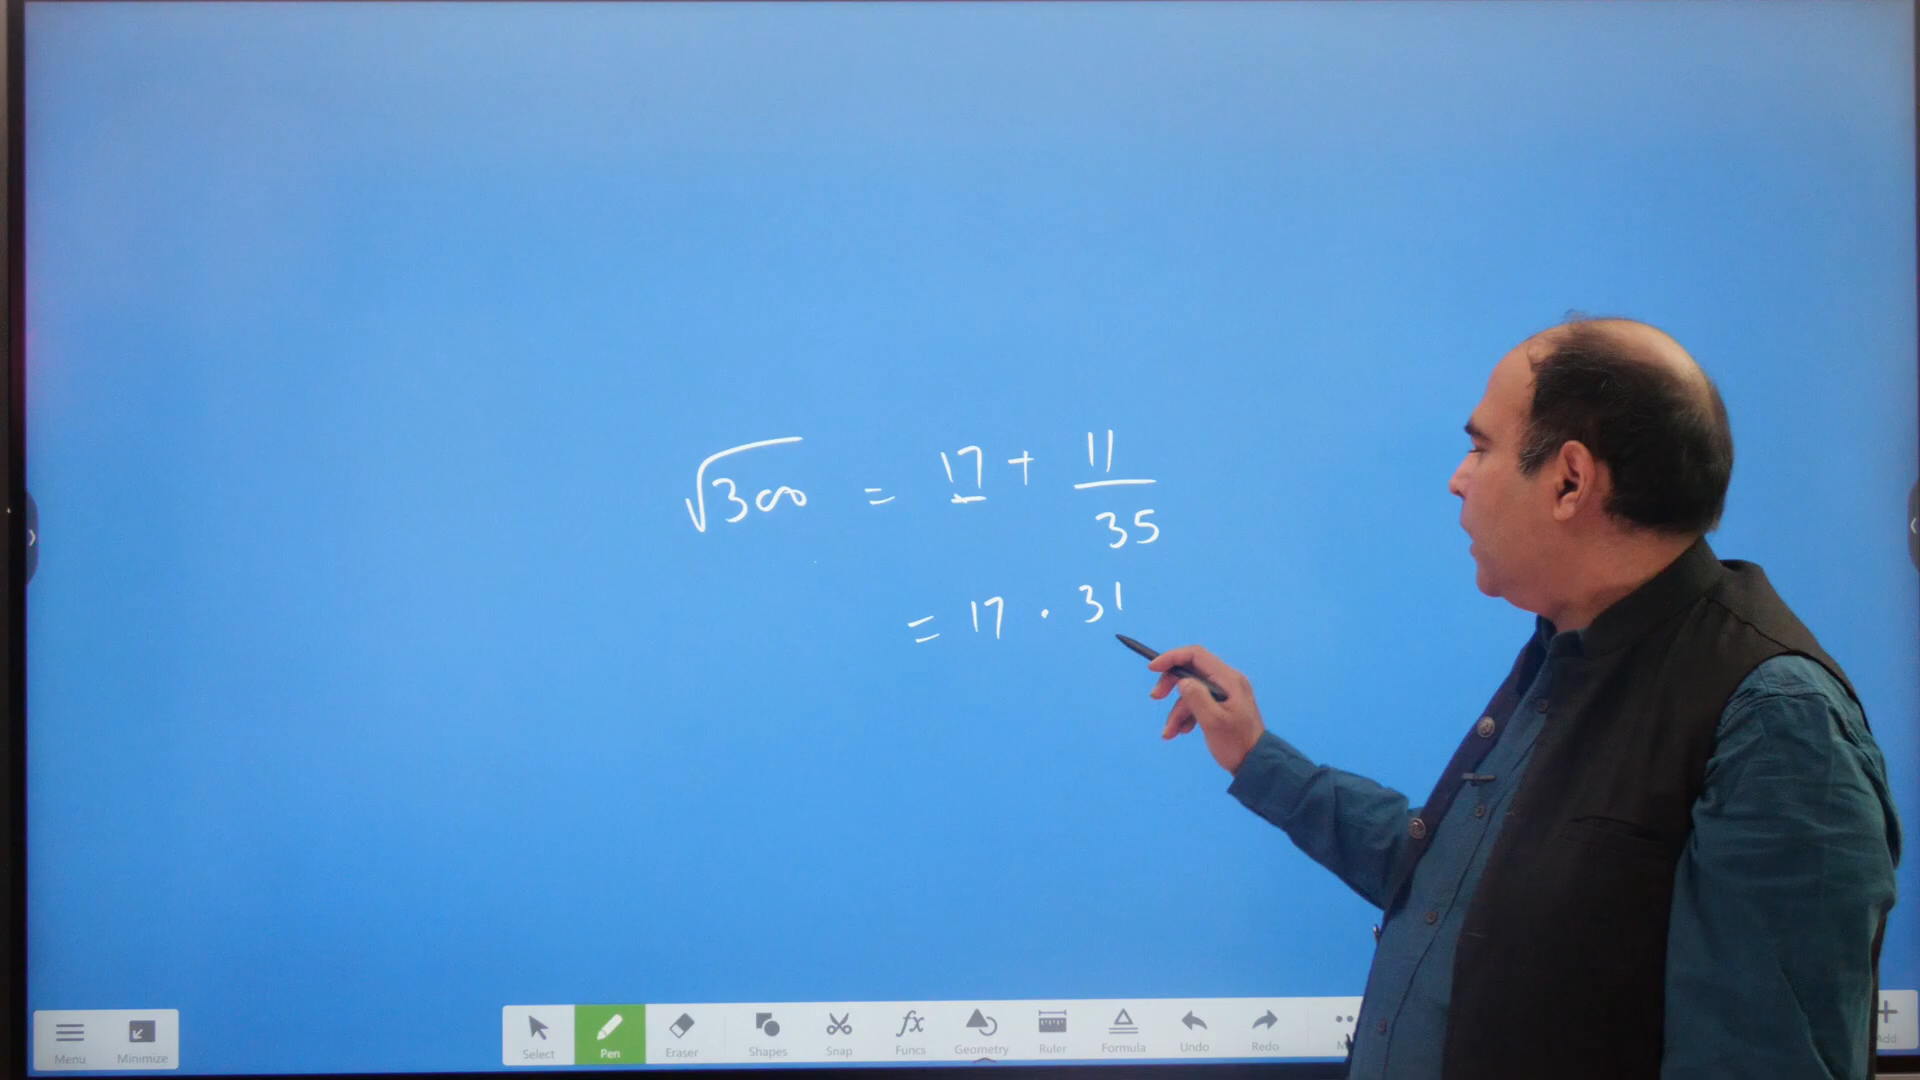 √300 = 17 + 11/35
= 17 . 31
Menu Minimize Select Pen Eraser Shapes Snap Funcs Geometry Ruler Formula Undo Redo Add